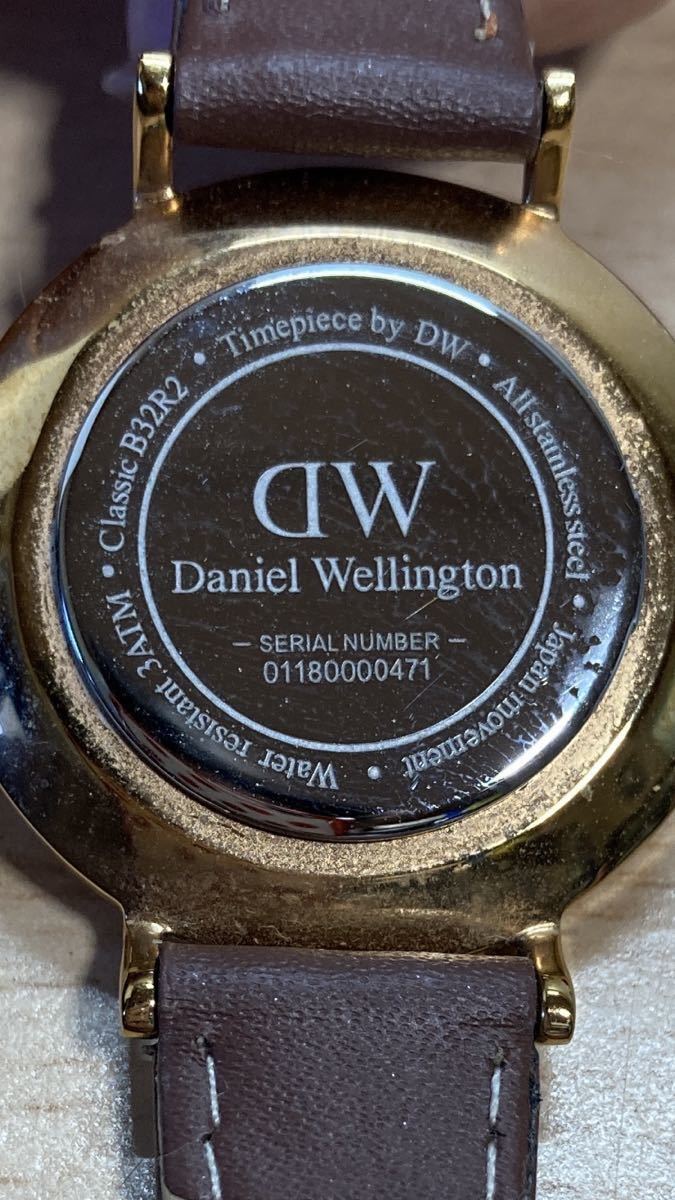 Timepiece by DW • All stainless steel • Japan movement • Water resistant 3ATM • Classic B32R2 •
DW
Daniel Wellington
– SERIAL NUMBER –
01180000471